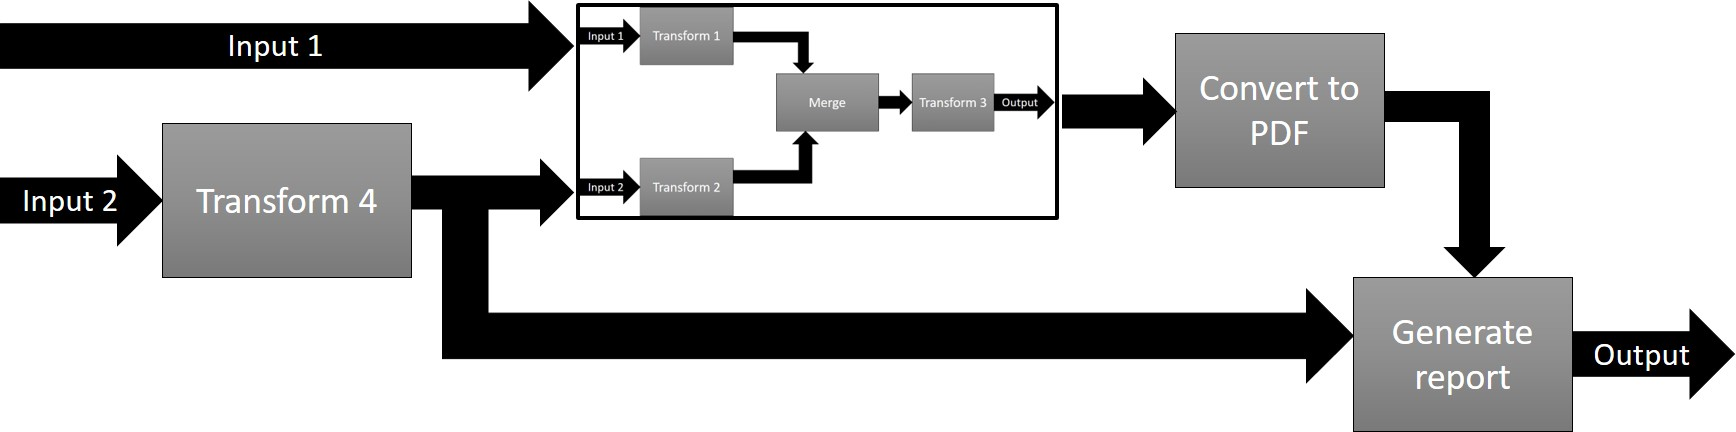 Input 1
Input 1
Transform 1
Merge
Transform 3
Output
Convert to
PDF
Input 2
Transform 4
Input 2
Transform 2
Generate
report
Output